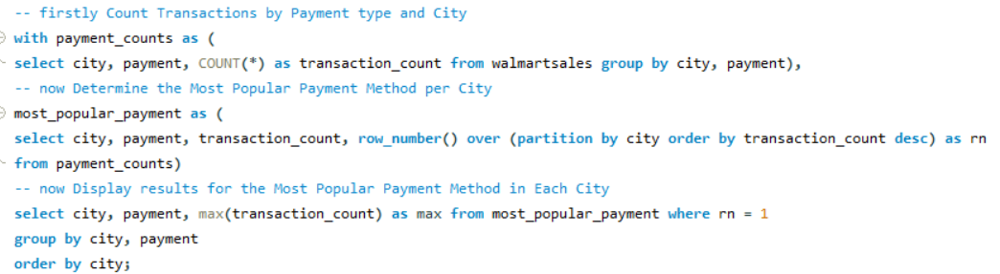 -- firstly Count Transactions by Payment type and City
with payment_counts as (
select city, payment, COUNT(*) as transaction_count from walmartsales group by city, payment),
-- now Determine the Most Popular Payment Method per City
most_popular_payment as (
select city, payment, transaction_count, row_number() over (partition by city order by transaction_count desc) as rn
from payment_counts)
-- now Display results for the Most Popular Payment Method in Each City
select city, payment, max(transaction_count) as max from most_popular_payment where rn = 1
group by city, payment
order by city;